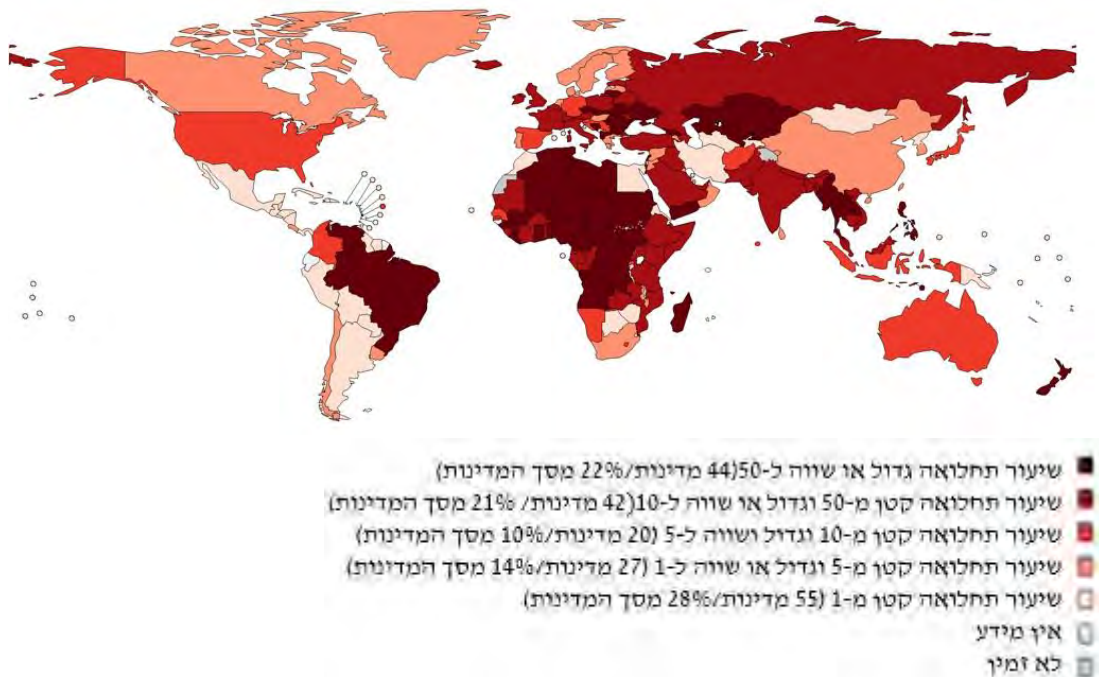 שיעור תחלואה גדול או שווה ל-50(44 מדינות/22% מסך המדינות)
שיעור תחלואה קטן מ-50 וגדול או שווה ל-10(42 מדינות/ 21% מסך המדינות)
שיעור תחלואה קטן מ-10 וגדול ושווה ל-5 (20 מדינות/10% מסך המדינות)
שיעור תחלואה קטן מ-5 וגדול או שווה ל-1 (27 מדינות/14% מסך המדינות)
שיעור תחלואה קטן מ-1 (55 מדינות/28% מסך המדינות)
אין מידע
לא זמין